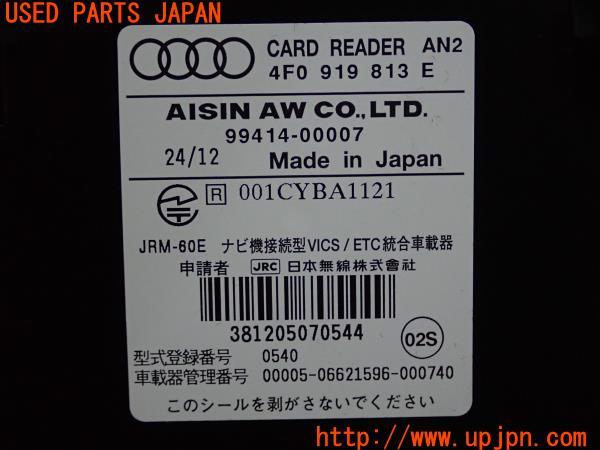 USED PARTS JAPAN
CARD READER AN2
4F0 919 813 E
AISIN AW CO.,LTD.
99414-00007
24/12 Made in Japan
R 001CYBA1121
JRM-60E ナビ機接続型VICS/ETC統合車載器
申請者 JRC 日本無線株式會社
381205070544
02S
型式登録番号 0540
車載器管理番号 00005-06621596-000740
このシールを剥がさないでください
http://www.upjpn.com